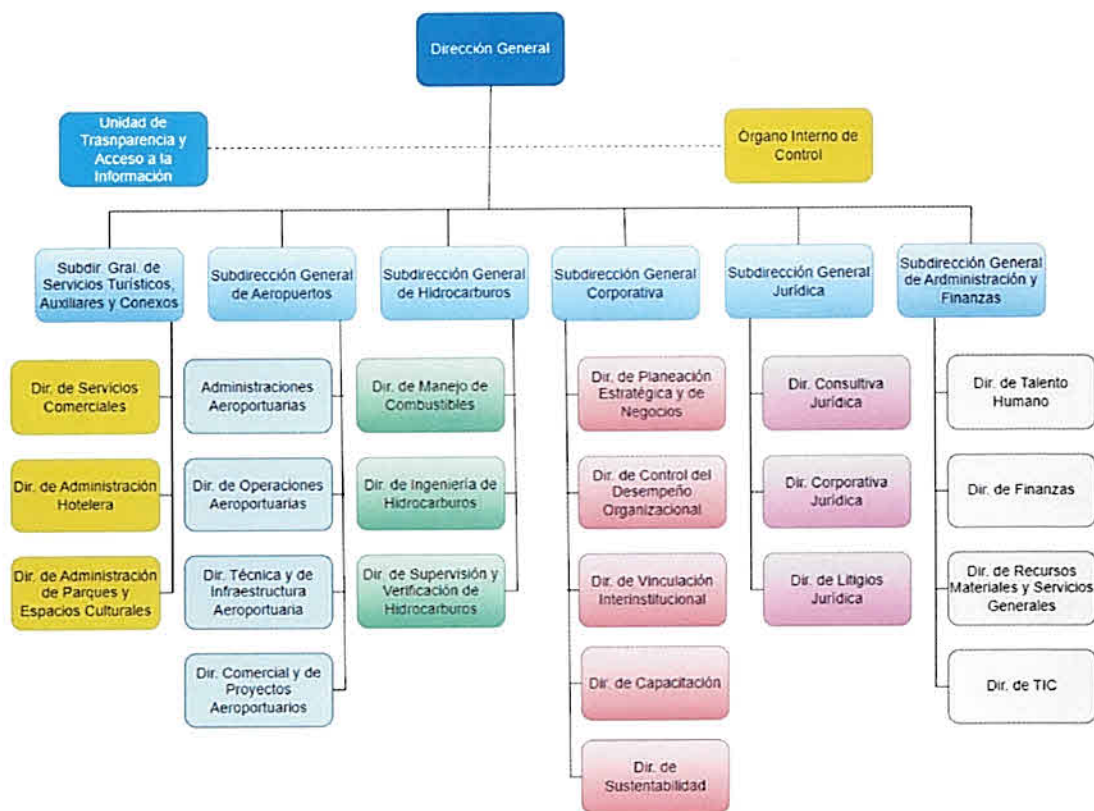 Dirección General
Unidad de
Trasnparencia y
Acceso a la
Información
Órgano Interno de
Control
Subdir. Gral. de
Servicios Turísticos,
Auxiliares y Conexos
Subdirección General
de Aeropuertos
Subdirección General
de Hidrocarburos
Subdirección General
Corporativa
Subdirección General
Jurídica
Subdirección General
de Ardministración y
Finanzas
Dir. de Servicios
Comerciales
Administraciones
Aeroportuarias
Dir. de Manejo de
Combustibles
Dir. de Planeación
Estratégica y de
Negocios
Dir. Consultiva
Jurídica
Dir. de Talento
Humano
Dir. de Administración
Hotelera
Dir. de Operaciones
Aeroportuarias
Dir. de Ingeniería de
Hidrocarburos
Dir. de Control del
Desempeño
Organizacional
Dir. Corporativa
Jurídica
Dir. de Finanzas
Dir. de Administración
de Parques y
Espacios Culturales
Dir. Técnica y de
Infraestructura
Aeroportuaria
Dir. de Supervisión y
Verificación de
Hidrocarburos
Dir. de Vinculación
Interinstitucional
Dir. de Litigios
Jurídica
Dir. de Recursos
Materiales y Servicios
Generales
Dir. Comercial y de
Proyectos
Aeroportuarios
Dir. de Capacitación
Dir. de TIC
Dir. de
Sustentabilidad